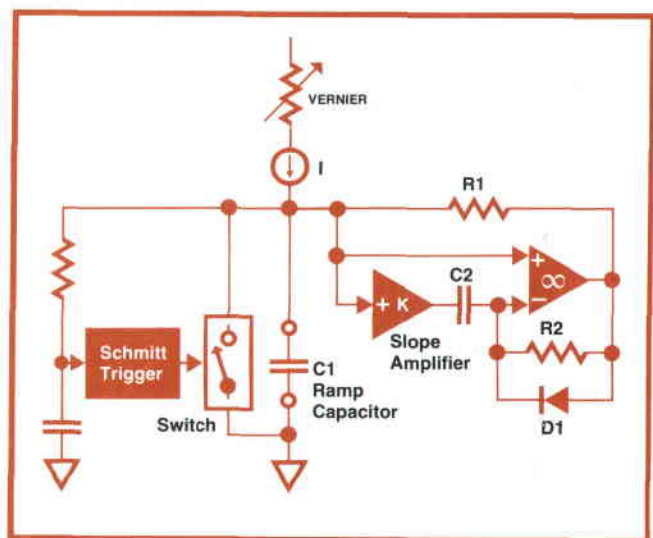 VERNIER
I
R1
C2
+
∞
−
+ K
Slope
Amplifier
R2
D1
Schmitt
Trigger
Switch
C1
Ramp
Capacitor